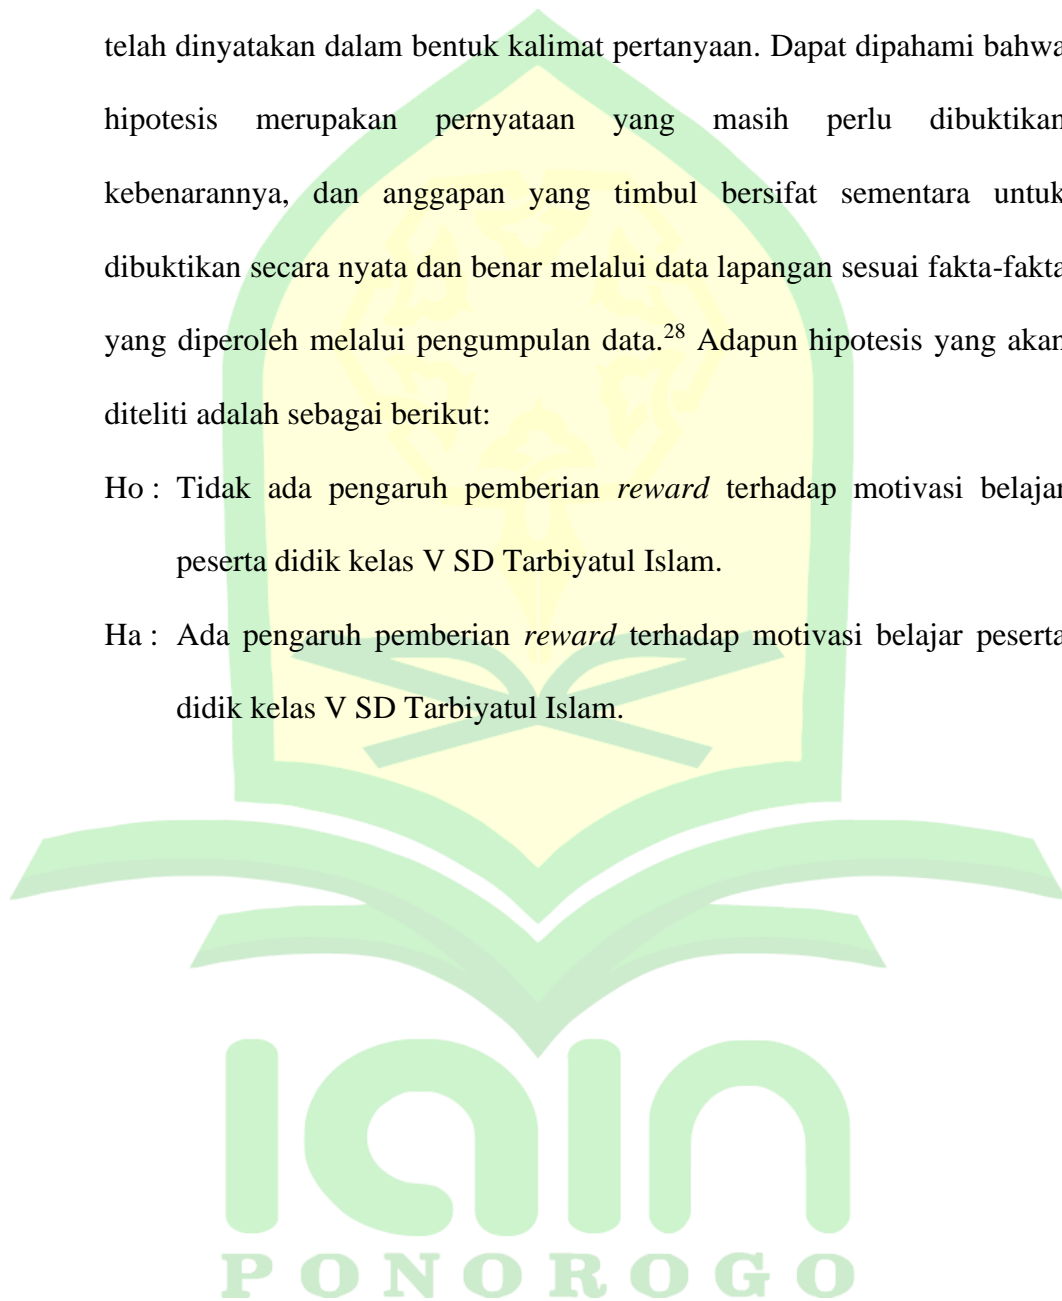 telah dinyatakan dalam bentuk kalimat pertanyaan. Dapat dipahami bahwa
hipotesis merupakan pernyataan yang masih perlu dibuktikan
kebenarannya, dan anggapan yang timbul bersifat sementara untuk
dibuktikan secara nyata dan benar melalui data lapangan sesuai fakta-fakta
yang diperoleh melalui pengumpulan data.28 Adapun hipotesis yang akan
diteliti adalah sebagai berikut:
Ho : Tidak ada pengaruh pemberian reward terhadap motivasi belajar
peserta didik kelas V SD Tarbiyatul Islam.
Ha : Ada pengaruh pemberian reward terhadap motivasi belajar peserta
didik kelas V SD Tarbiyatul Islam.
IAIN
PONOROGO